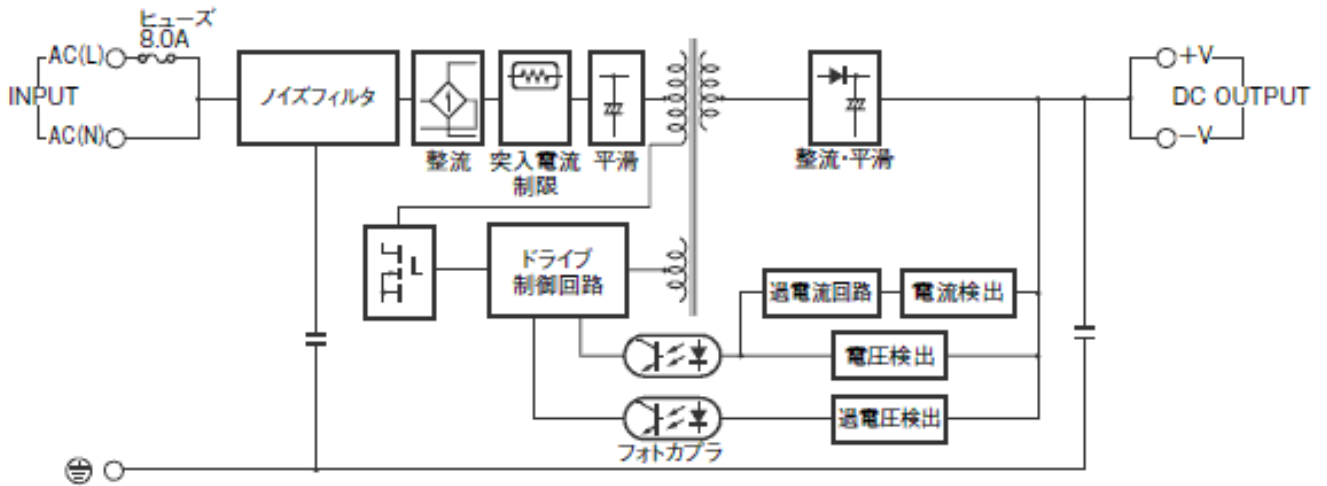 ヒューズ
8.0A
AC(L)
INPUT
AC(N)
ノイズフィルタ
整流
突入電流
制限
平滑
整流・平滑
+V
DC OUTPUT
−V
ドライブ
制御回路
過電流回路
電流検出
電圧検出
過電圧検出
フォトカプラ